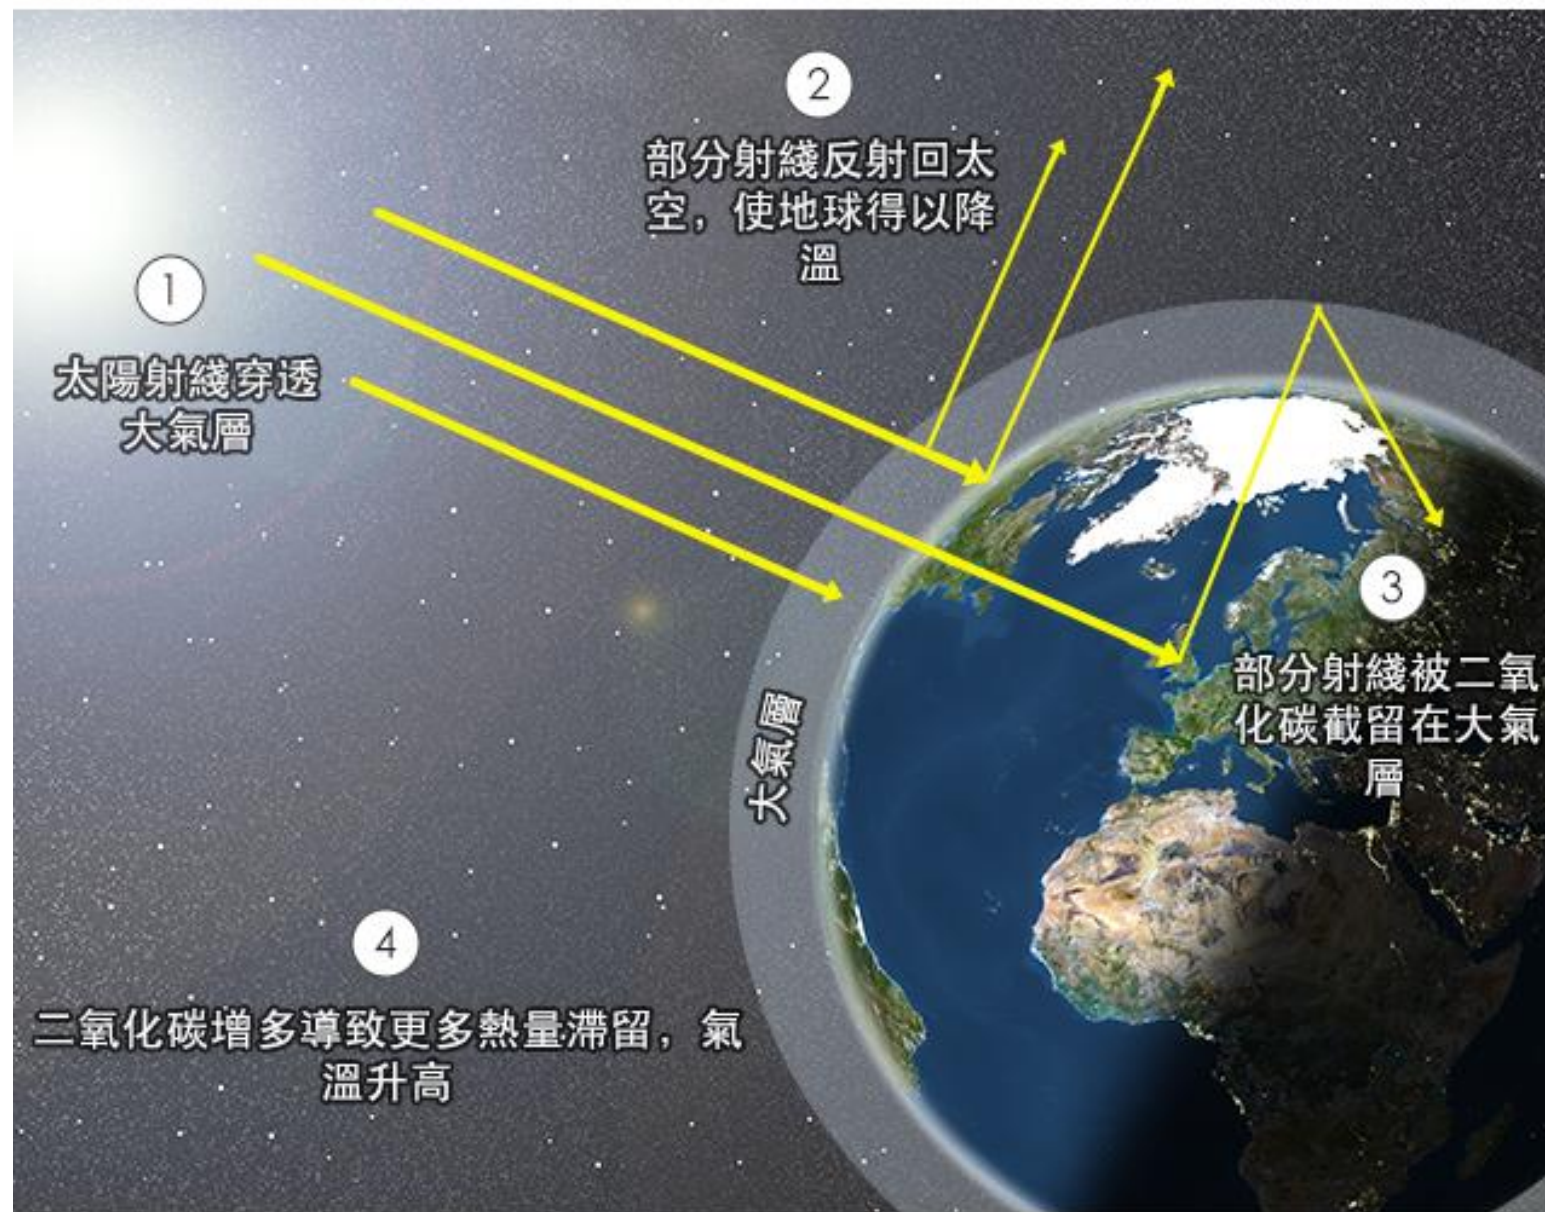 1
太陽射綫穿透
大氣層
2
部分射綫反射回太
空，使地球得以降
溫
3
部分射綫被二氧
化碳截留在大氣
層
大氣層
4
二氧化碳增多導致更多熱量滯留，氣
溫升高